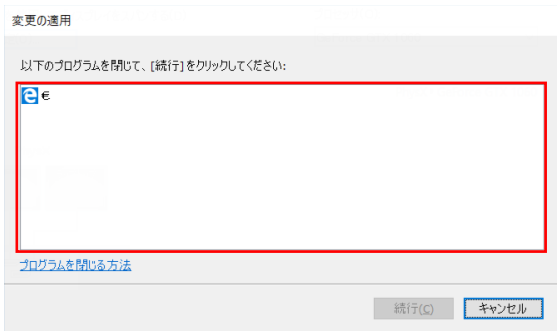 変更の適用
以下のプログラムを閉じて、[続行]をクリックしてください:
€
プログラムを閉じる方法
続行(C) キャンセル